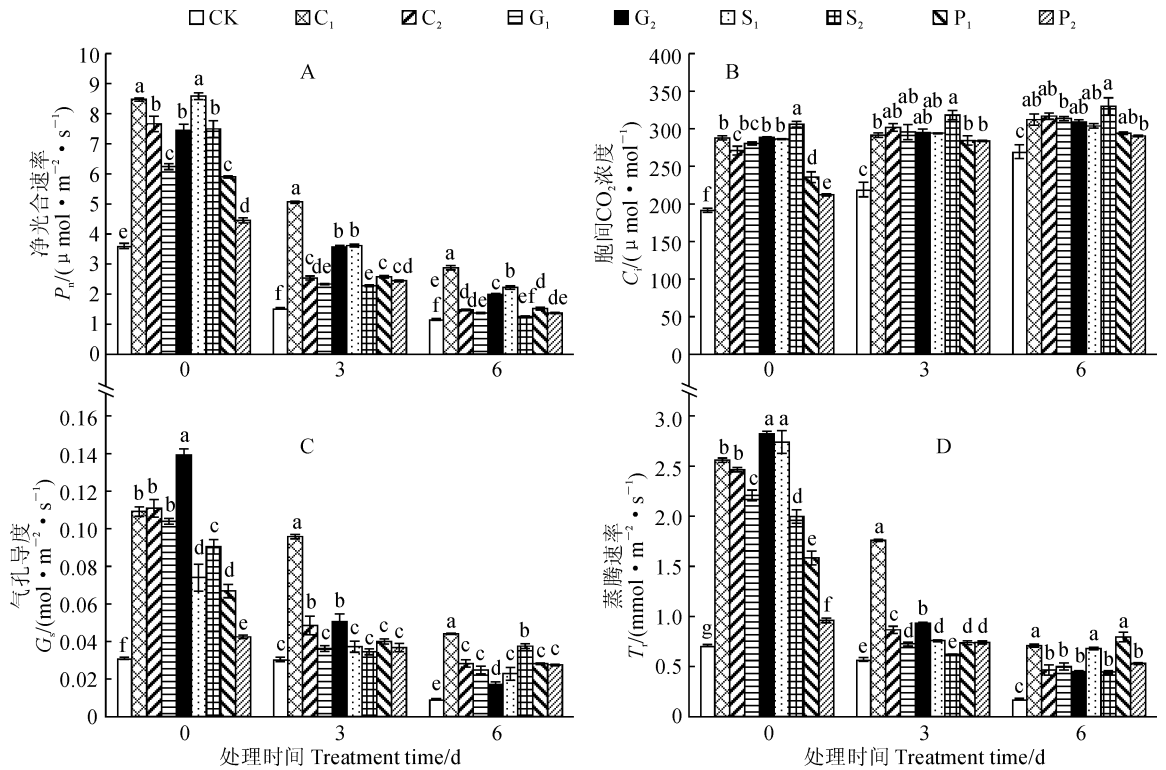 CK C₁ C₂ G₁ G₂ S₁ S₂ P₁ P₂
A
净光合速率
Pₙ/(μ mol·m⁻²·s⁻¹)
10
9
8
7
6
5
4
3
2
1
0
e a b c b a b c d
f a c de b b e c cd
e a d de c b ef d de
0 3 6
B
胞间CO₂浓度
Cᵢ/(μ mol·mol⁻¹)
400
350
300
250
200
150
100
50
0
f b c bc b b a d e
c b ab ab ab ab a b b
c ab ab b ab ab a ab b
0 3 6
C
气孔导度
Gₛ/(mol·m⁻²·s⁻¹)
0.16
0.14
0.12
0.10
0.08
0.06
0.04
0.02
0
f b b b a d c d e
c a b c b c c c c
e a c c d c b c c
0 3 6
处理时间 Treatment time/d
D
蒸腾速率
Tᵣ/(mmol·m⁻²·s⁻¹)
3.0
2.5
2.0
1.5
1.0
0.5
0
g b b c a a d e f
e a c d b d e d d
c a b b b a b a b
0 3 6
处理时间 Treatment time/d